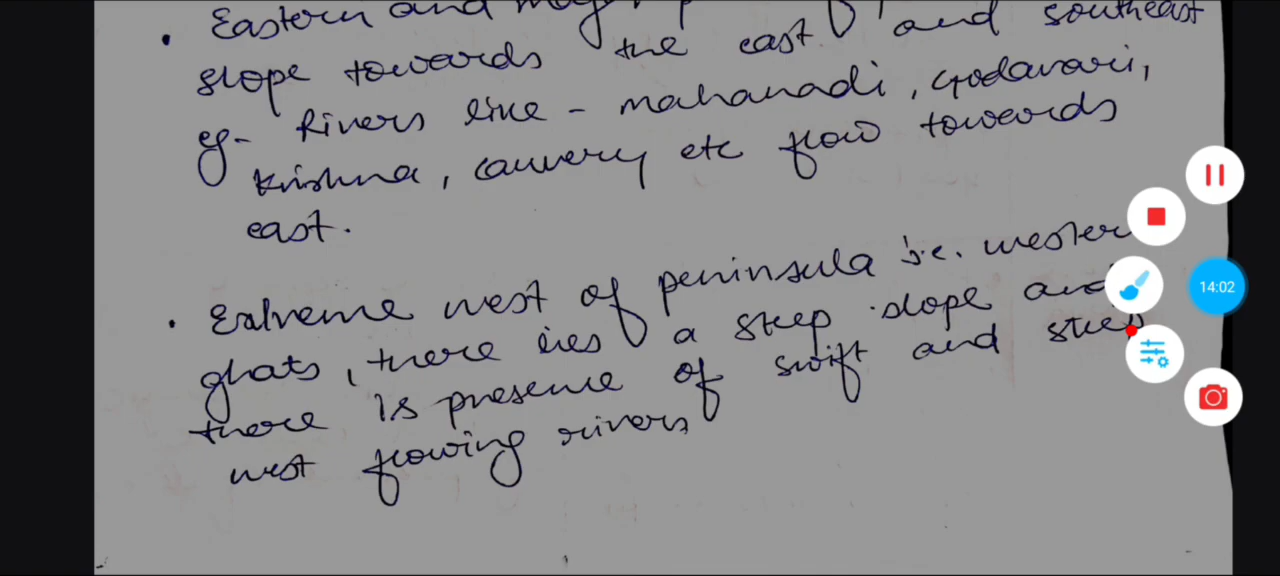 • Eastern and
slope towards the east and southeast
eg- Rivers like - mahanadi, Godavari,
Krishna, cauvery etc flow towards
east.
• Extreme west of peninsula i.e. wester
ghats, there lies a steep slope and
there is presence of swift and steep
west flowing rivers
14:02